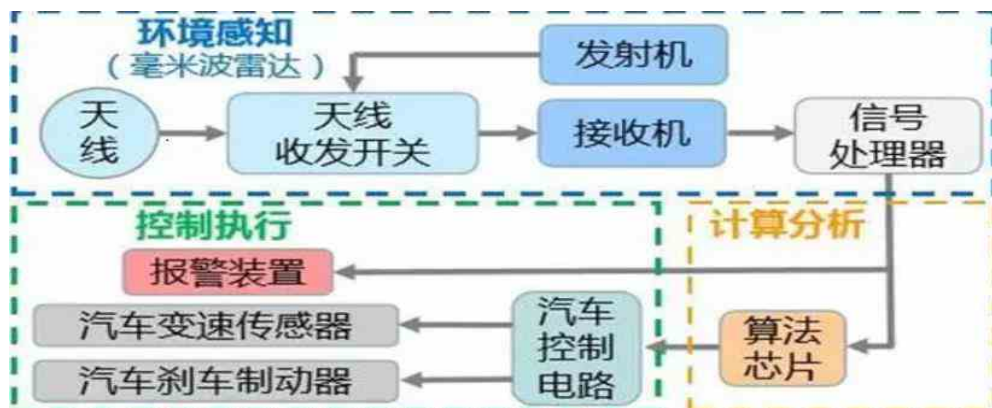 环境感知
（毫米波雷达）
发射机
天
线
天线
收发开关
接收机
信号
处理器
控制执行
计算分析
报警装置
汽车变速传感器
汽车
控制
电路
算法
芯片
汽车刹车制动器